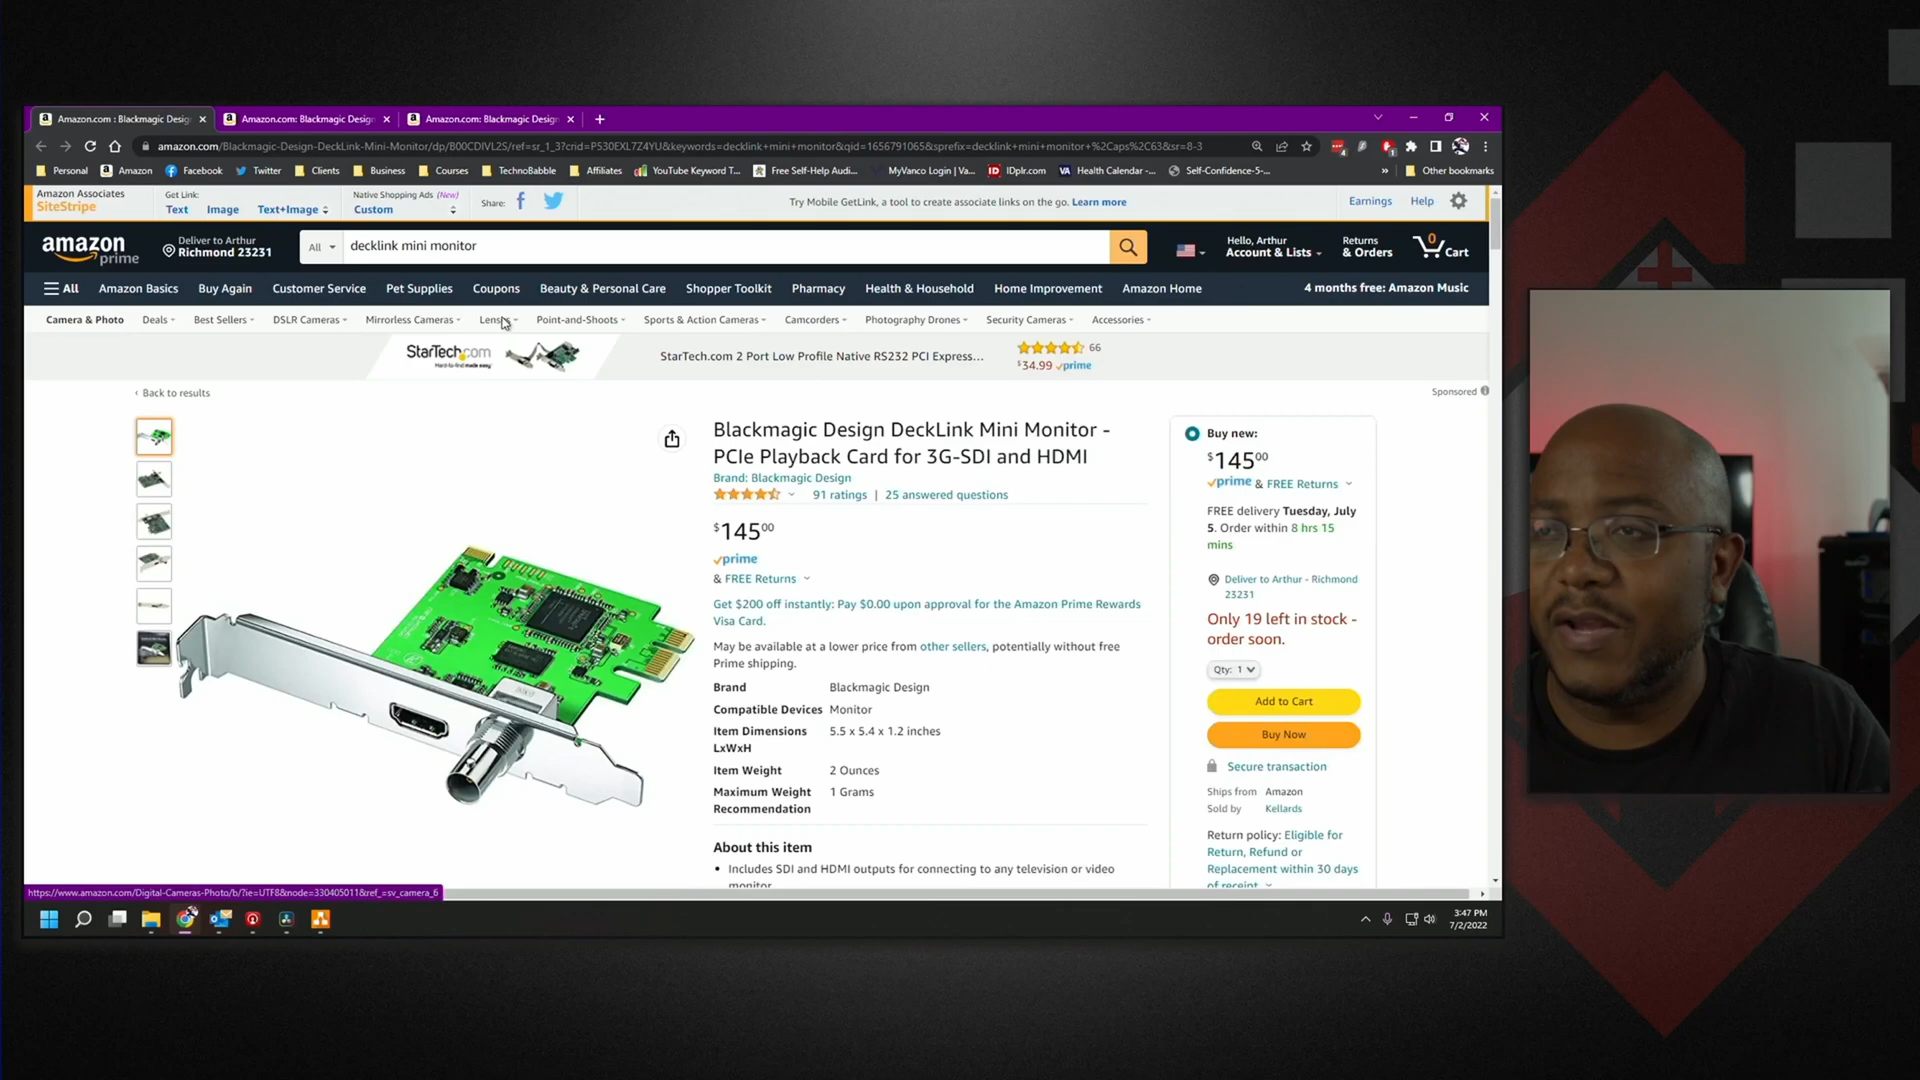 Amazon.com : Blackmagic Desig
Amazon.com: Blackmagic Design
Amazon.com: Blackmagic Design
amazon.com/Blackmagic-Design-DeckLink-Mini-Monitor/dp/B00CDIVL2S/ref=sr_1_3?crid=P530EXL7Z4YU&keywords=decklink+mini+monitor&qid=1656791065&sprefix=decklink+mini+monitor+%2Caps%2C63&sr=8-3
Personal Amazon Facebook Twitter Clients Business Courses TechnoBabble Affiliates YouTube Keyword T... Free Self-Help Audi... MyVanco Login | Va... IDplr.com Health Calendar -... Self-Confidence-5-... » Other bookmarks
Amazon Associates
SiteStripe
Get Link:
Text Image Text+Image
Native Shopping Ads (New)
Custom
Share:
Try Mobile GetLink, a tool to create associate links on the go. Learn more
Earnings Help
amazon
prime
Deliver to Arthur
Richmond 23231
All
decklink mini monitor
Hello, Arthur
Account & Lists
Returns
& Orders
0
Cart
All Amazon Basics Buy Again Customer Service Pet Supplies Coupons Beauty & Personal Care Shopper Toolkit Pharmacy Health & Household Home Improvement Amazon Home 4 months free: Amazon Music
Camera & Photo Deals Best Sellers DSLR Cameras Mirrorless Cameras Lenses Point-and-Shoots Sports & Action Cameras Camcorders Photography Drones Security Cameras Accessories
StarTech.com
Hard-to-find made easy
StarTech.com 2 Port Low Profile Native RS232 PCI Express...
66
$34.99 prime
‹ Back to results
Sponsored
Blackmagic Design DeckLink Mini Monitor -
PCIe Playback Card for 3G-SDI and HDMI
Brand: Blackmagic Design
91 ratings | 25 answered questions
$14500
prime
& FREE Returns
Get $200 off instantly: Pay $0.00 upon approval for the Amazon Prime Rewards
Visa Card.
May be available at a lower price from other sellers, potentially without free
Prime shipping.
Brand Blackmagic Design
Compatible Devices Monitor
Item Dimensions 5.5 x 5.4 x 1.2 inches
LxWxH
Item Weight 2 Ounces
Maximum Weight 1 Grams
Recommendation
About this item
• Includes SDI and HDMI outputs for connecting to any television or video
monitor
Buy new:
$14500
prime & FREE Returns
FREE delivery Tuesday, July
5. Order within 8 hrs 15
mins
Deliver to Arthur - Richmond
23231
Only 19 left in stock -
order soon.
Qty: 1
Add to Cart
Buy Now
Secure transaction
Ships from Amazon
Sold by Kellards
Return policy: Eligible for
Return, Refund or
Replacement within 30 days
of receipt
https://www.amazon.com/Digital-Cameras-Photo/b/?ie=UTF8&node=330405011&ref_=sv_camera_6
3:47 PM
7/2/2022